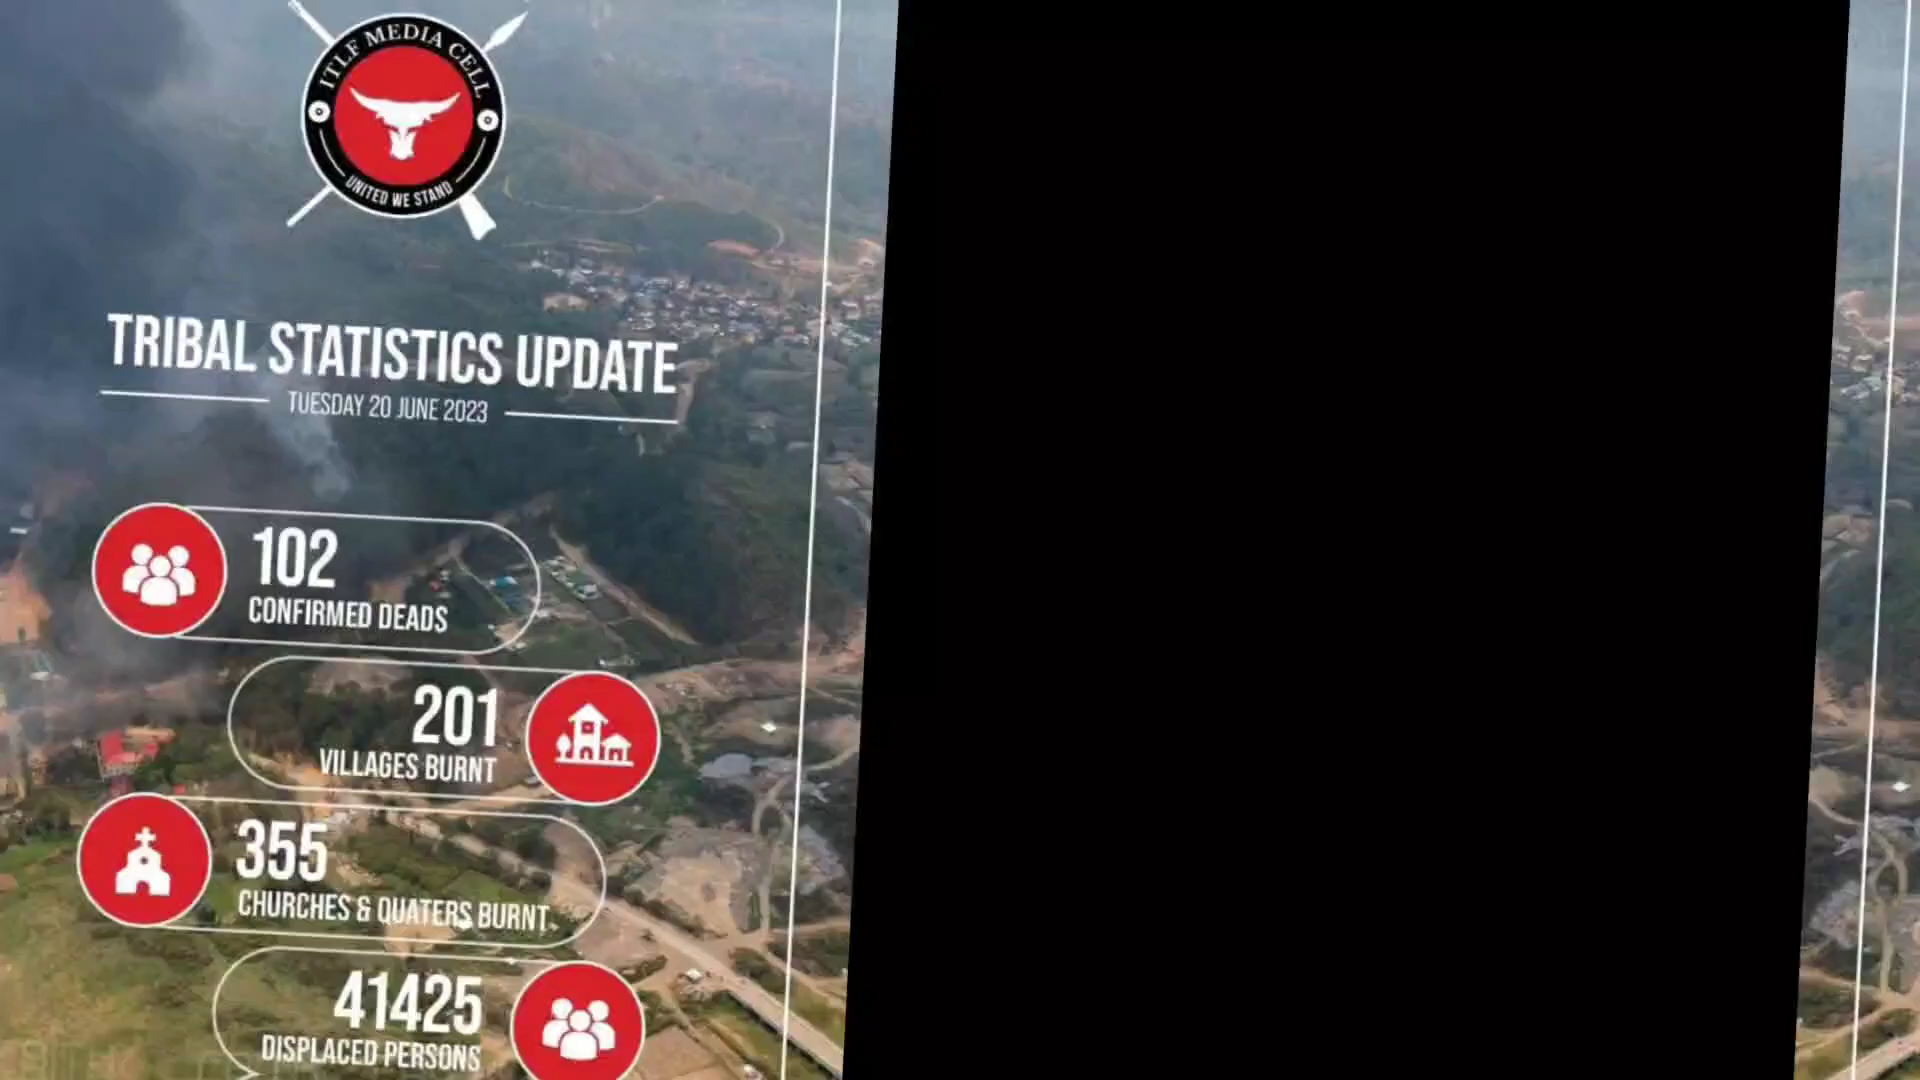 ITLF MEDIA CELL
UNITED WE STAND
TRIBAL STATISTICS UPDATE
TUESDAY 20 JUNE 2023
102
CONFIRMED DEADS
201
VILLAGES BURNT
355
CHURCHES & QUATERS BURNT
41425
DISPLACED PERSONS